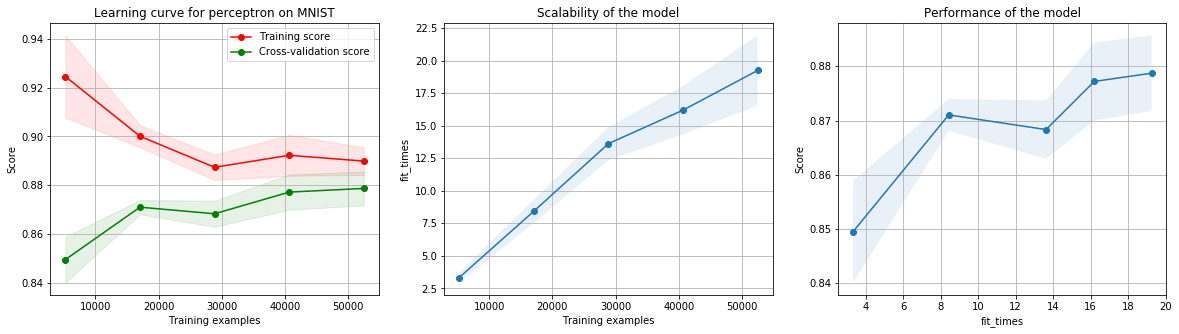 Learning curve for perceptron on MNIST
Training score
Cross-validation score
Score
0.94
0.92
0.90
0.88
0.86
0.84
10000 20000 30000 40000 50000
Training examples
Scalability of the model
fit_times
22.5
20.0
17.5
15.0
12.5
10.0
7.5
5.0
2.5
10000 20000 30000 40000 50000
Training examples
Performance of the model
Score
0.88
0.87
0.86
0.85
0.84
4 6 8 10 12 14 16 18 20
fit_times